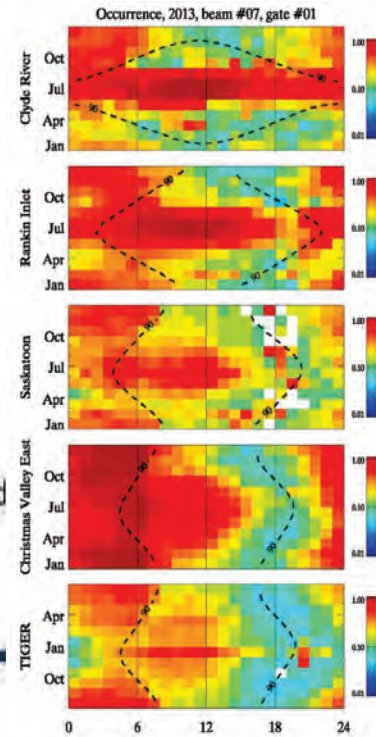 Occurrence, 2013, beam #07, gate #01
Clyde River
Oct
Jul
Apr
Jan
90
90
1.00
0.10
0.01
Rankin Inlet
Oct
Jul
Apr
Jan
90
90
1.00
0.10
0.01
Saskatoon
Oct
Jul
Apr
Jan
90
90
1.00
0.10
0.01
Christmas Valley East
Oct
Jul
Apr
Jan
90
90
1.00
0.10
0.01
TIGER
Apr
Jan
Oct
90
90
1.00
0.10
0.01
0 6 12 18 24